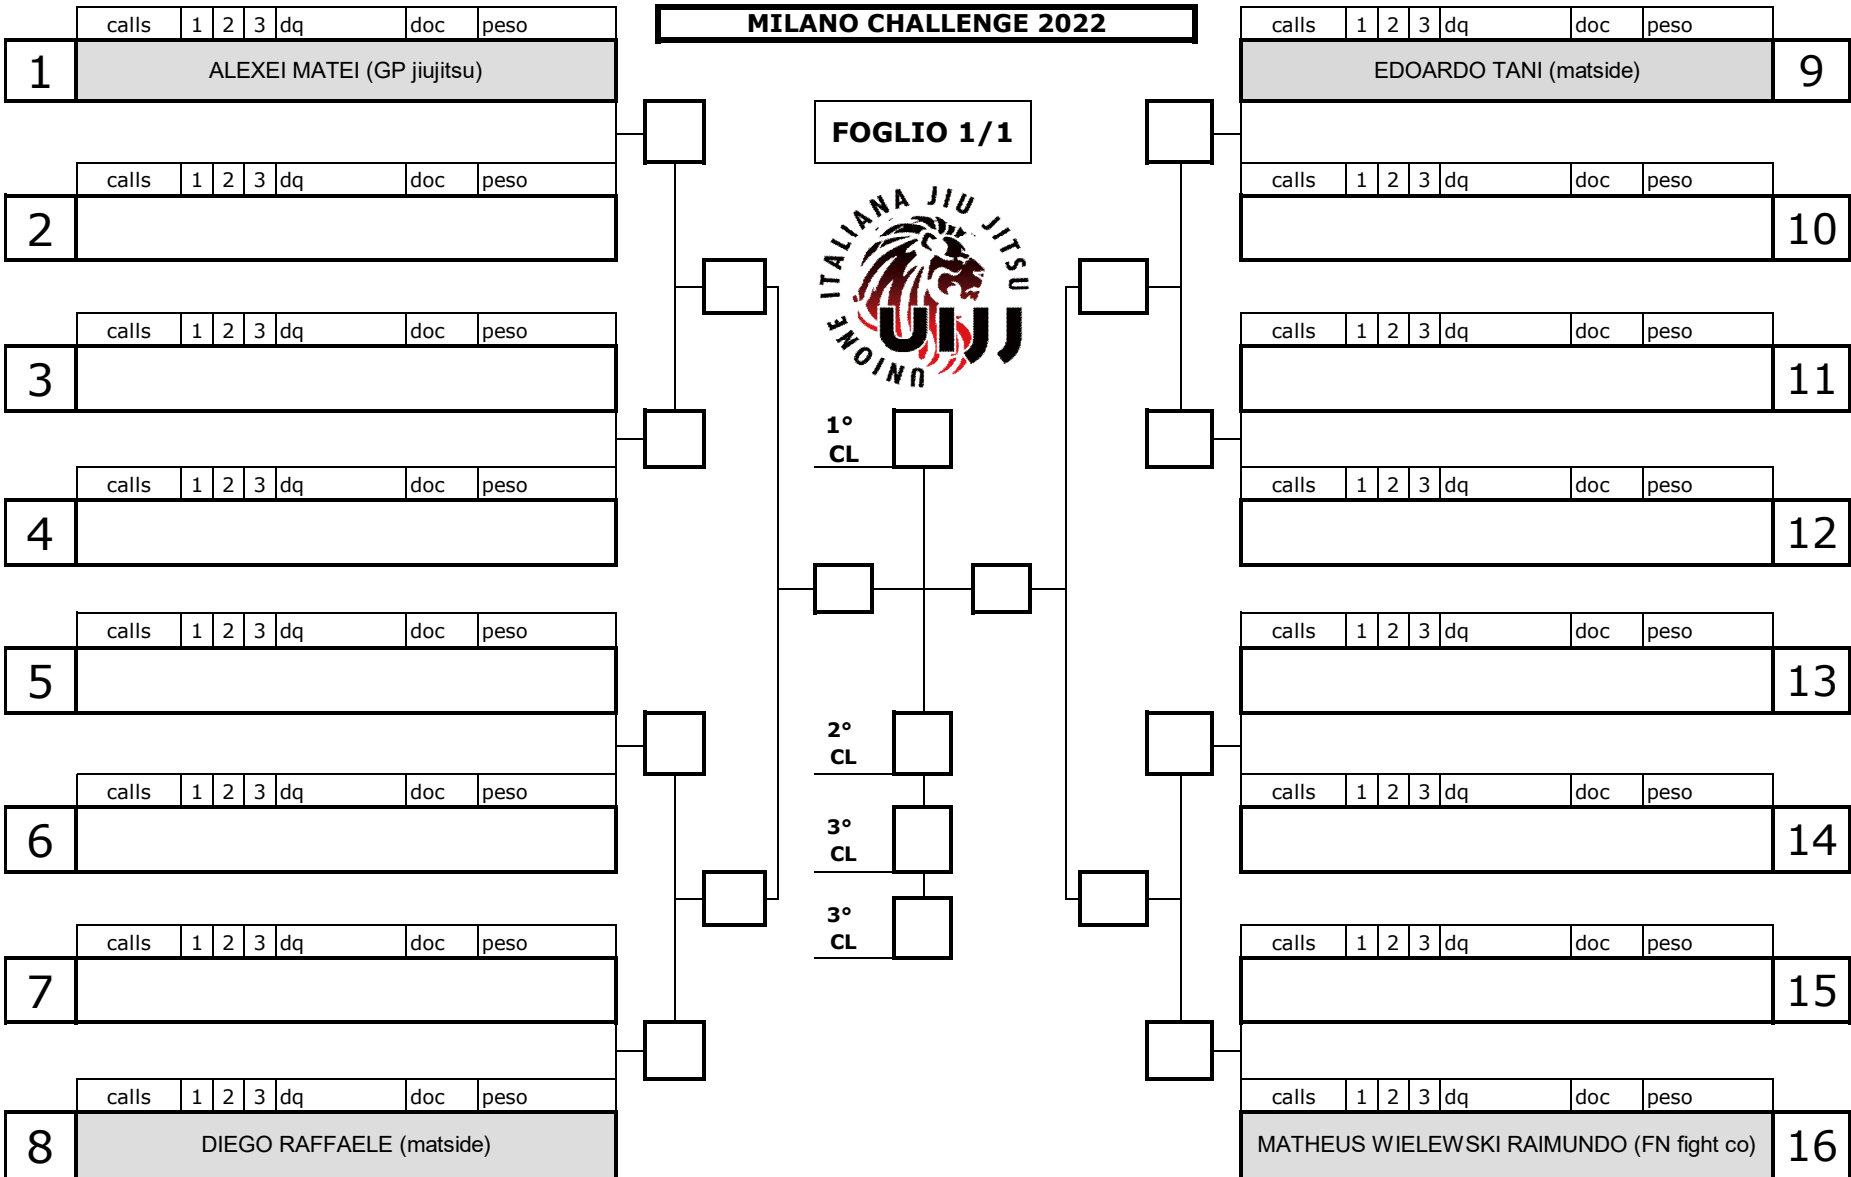 MILANO CHALLENGE 2022
calls 1 2 3 dq doc peso
1 ALEXEI MATEI (GP jiujitsu)
calls 1 2 3 dq doc peso
2
calls 1 2 3 dq doc peso
3
calls 1 2 3 dq doc peso
4
calls 1 2 3 dq doc peso
5
calls 1 2 3 dq doc peso
6
calls 1 2 3 dq doc peso
7
calls 1 2 3 dq doc peso
8 DIEGO RAFFAELE (matside)
FOGLIO 1/1
UNIONE ITALIANA JIU JITSU
UIJJ
1°
CL
2°
CL
3°
CL
3°
CL
calls 1 2 3 dq doc peso
EDOARDO TANI (matside) 9
calls 1 2 3 dq doc peso
10
calls 1 2 3 dq doc peso
11
calls 1 2 3 dq doc peso
12
calls 1 2 3 dq doc peso
13
calls 1 2 3 dq doc peso
14
calls 1 2 3 dq doc peso
15
calls 1 2 3 dq doc peso
MATHEUS WIELEWSKI RAIMUNDO (FN fight co) 16